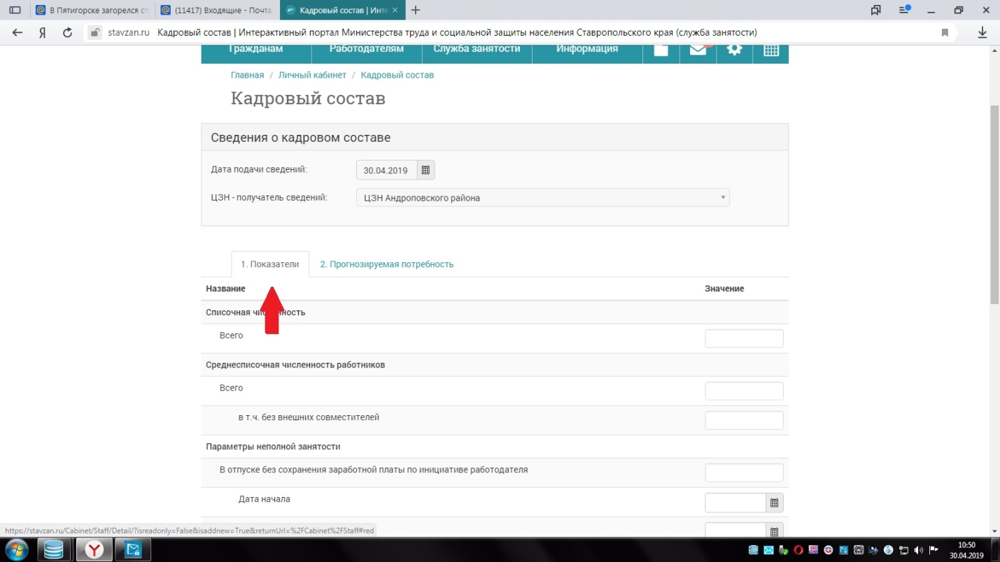 В Пятигорске загорелся ст
(11417) Входящие - Почта
Кадровый состав | Инте
stavzan.ru Кадровый состав | Интерактивный портал Министерства труда и социальной защиты населения Ставропольского края (служба занятости)
Гражданам Работодателям Служба занятости Информация
Главная / Личный кабинет / Кадровый состав
Кадровый состав
Сведения о кадровом составе
Дата подачи сведений: 30.04.2019
ЦЗН - получатель сведений: ЦЗН Андроповского района
1. Показатели 2. Прогнозируемая потребность
Название Значение
Списочная чис нность
Всего
Среднесписочная численность работников
Всего
в т.ч. без внешних совместителей
Параметры неполной занятости
В отпуске без сохранения заработной платы по инициативе работодателя
Дата начала
https://stavzan.ru/Cabinet/Staff/Detail/?isreadonly=False&isaddnew=True&returnUrl=%2FCabinet%2FStaff#red
10:50
30.04.2019